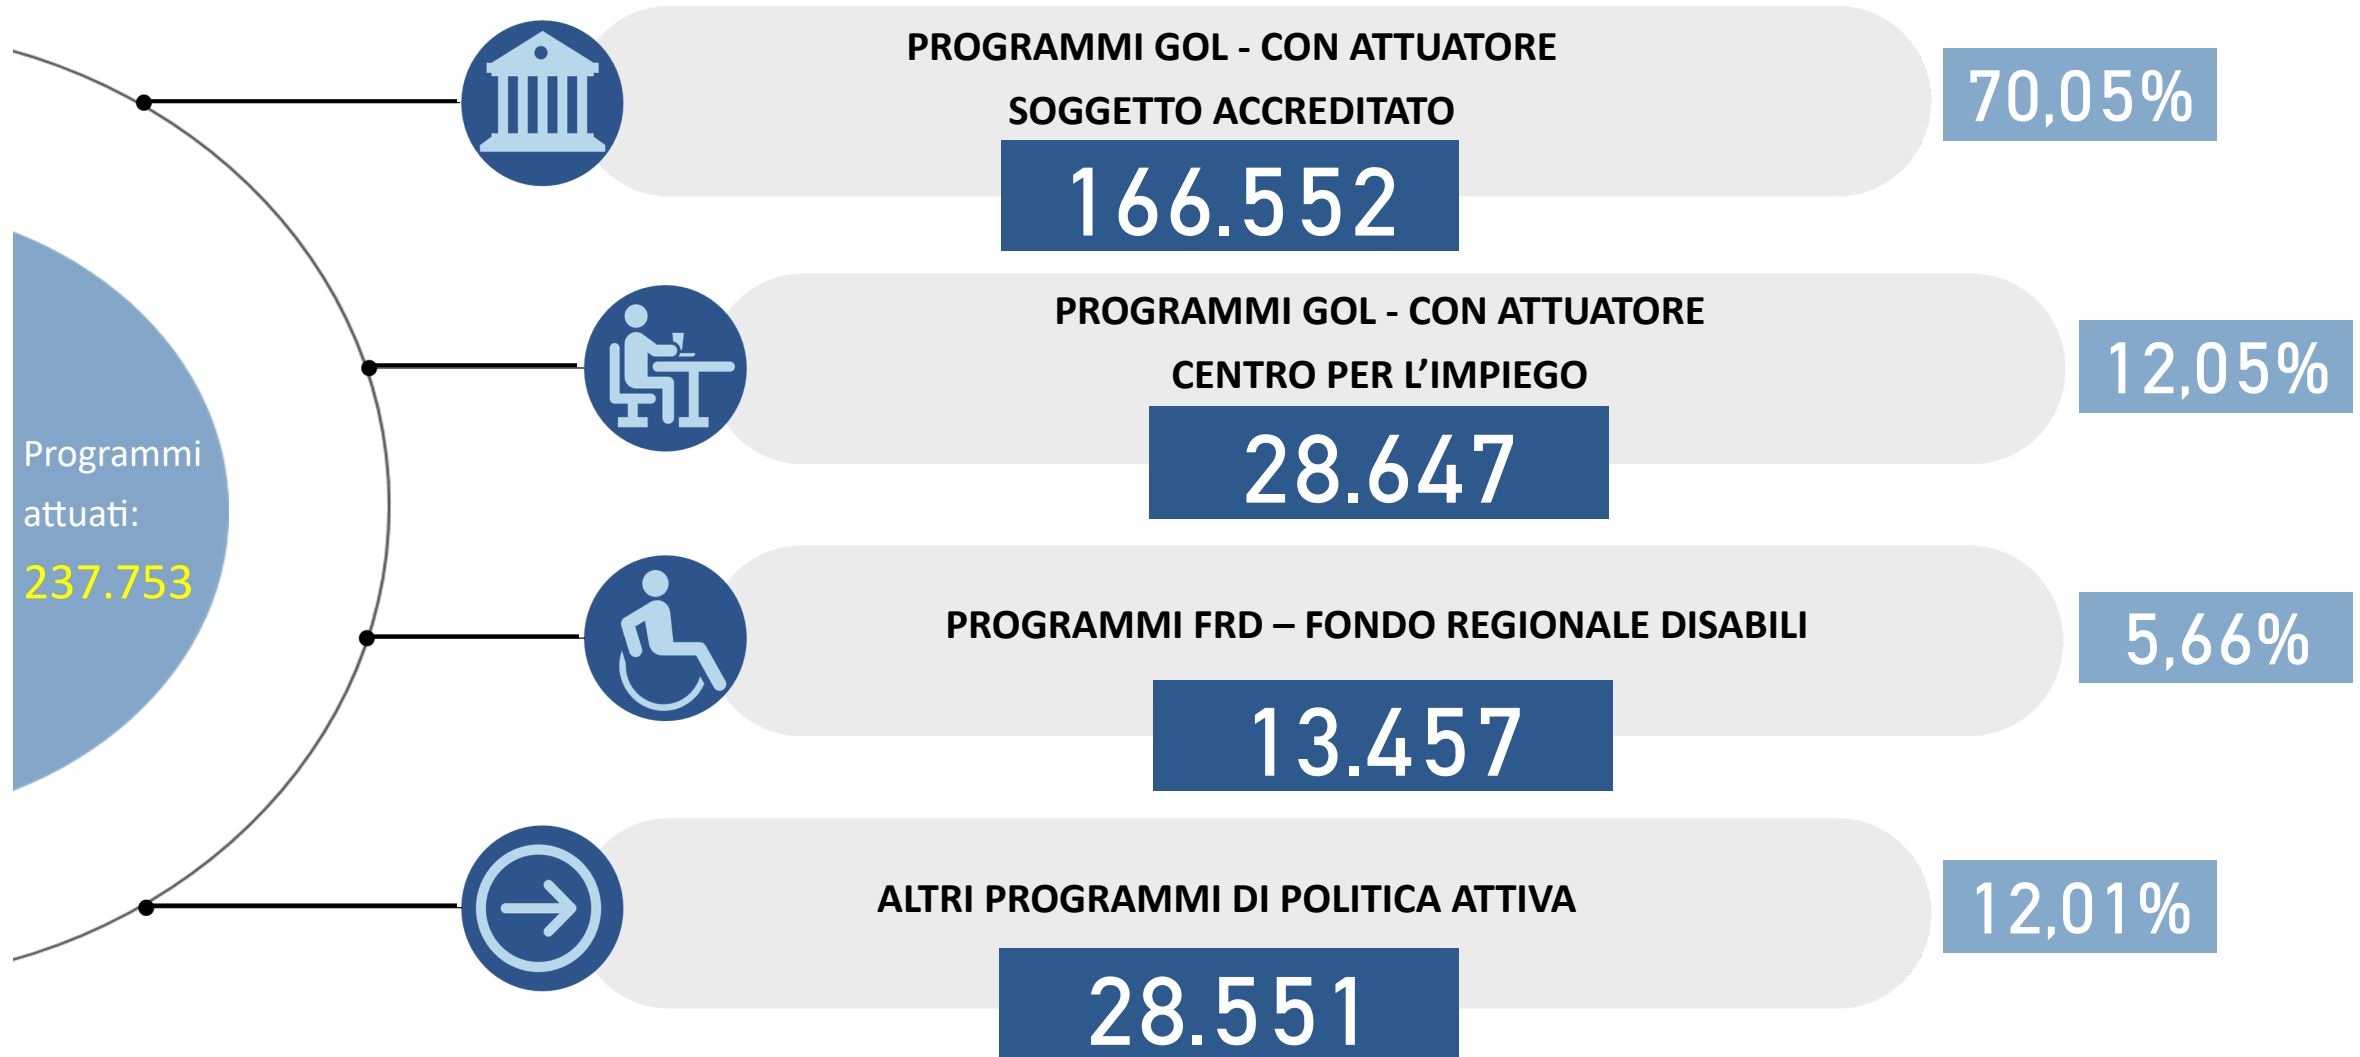 PROGRAMMI GOL - CON ATTUATORE
SOGGETTO ACCREDITATO
166.552
70,05%
PROGRAMMI GOL - CON ATTUATORE
CENTRO PER L’IMPIEGO
28.647
12,05%
Programmi
attuati:
237.753
PROGRAMMI FRD – FONDO REGIONALE DISABILI
13.457
5,66%
ALTRI PROGRAMMI DI POLITICA ATTIVA
28.551
12,01%